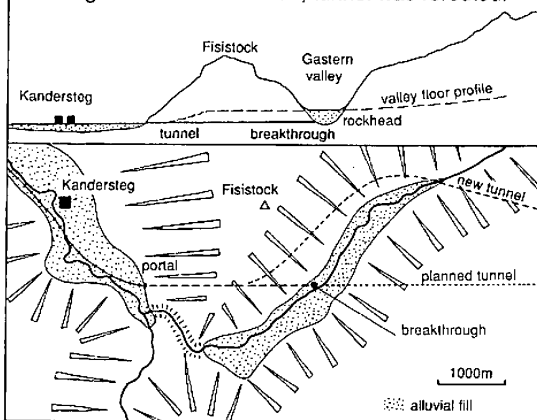 Fisistock
Gastern
valley
Kandersteg
valley floor profile
rockhead
tunnel
breakthrough
Kandersteg
Fisistock
new tunnel
portal
planned tunnel
breakthrough
1000m
alluvial fill